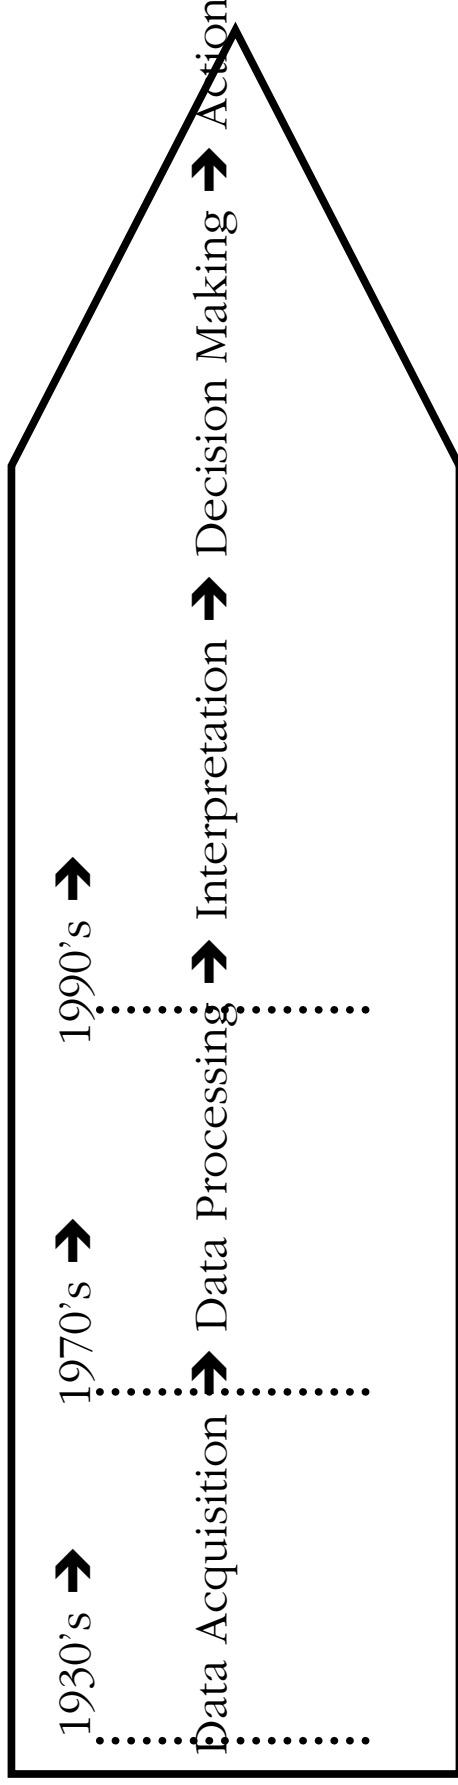 1930's ➔ 1970's ➔ 1990's ➔
Data Acquisition ➔ Data Processing ➔ Interpretation ➔ Decision Making ➔ Action